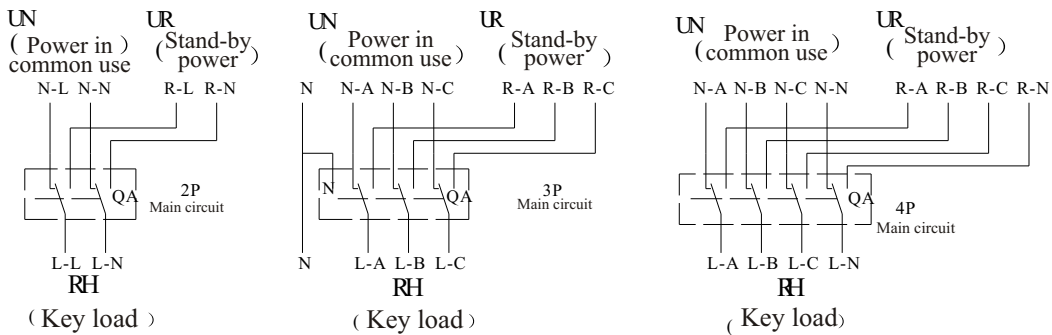 UN
( Power in )
common use
UR
( Stand-by )
power
N-L N-N R-L R-N
QA
2P
Main circuit
L-L L-N
RH
( Key load )
UN
( Power in
common use )
UR
( Stand-by )
power
N N-A N-B N-C R-A R-B R-C
N
QA
3P
Main circuit
N L-A L-B L-C
RH
( Key load )
UN
( Power in
common use )
UR
( Stand-by )
power
N-A N-B N-C N-N R-A R-B R-C R-N
QA
4P
Main circuit
L-A L-B L-C L-N
RH
( Key load )